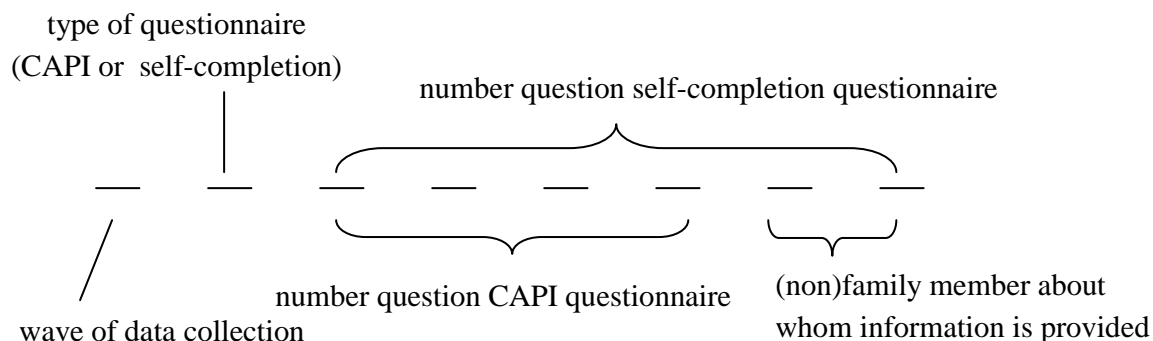 type of questionnaire
(CAPI or self-completion)
number question self-completion questionnaire
number question CAPI questionnaire
(non)family member about
whom information is provided
wave of data collection